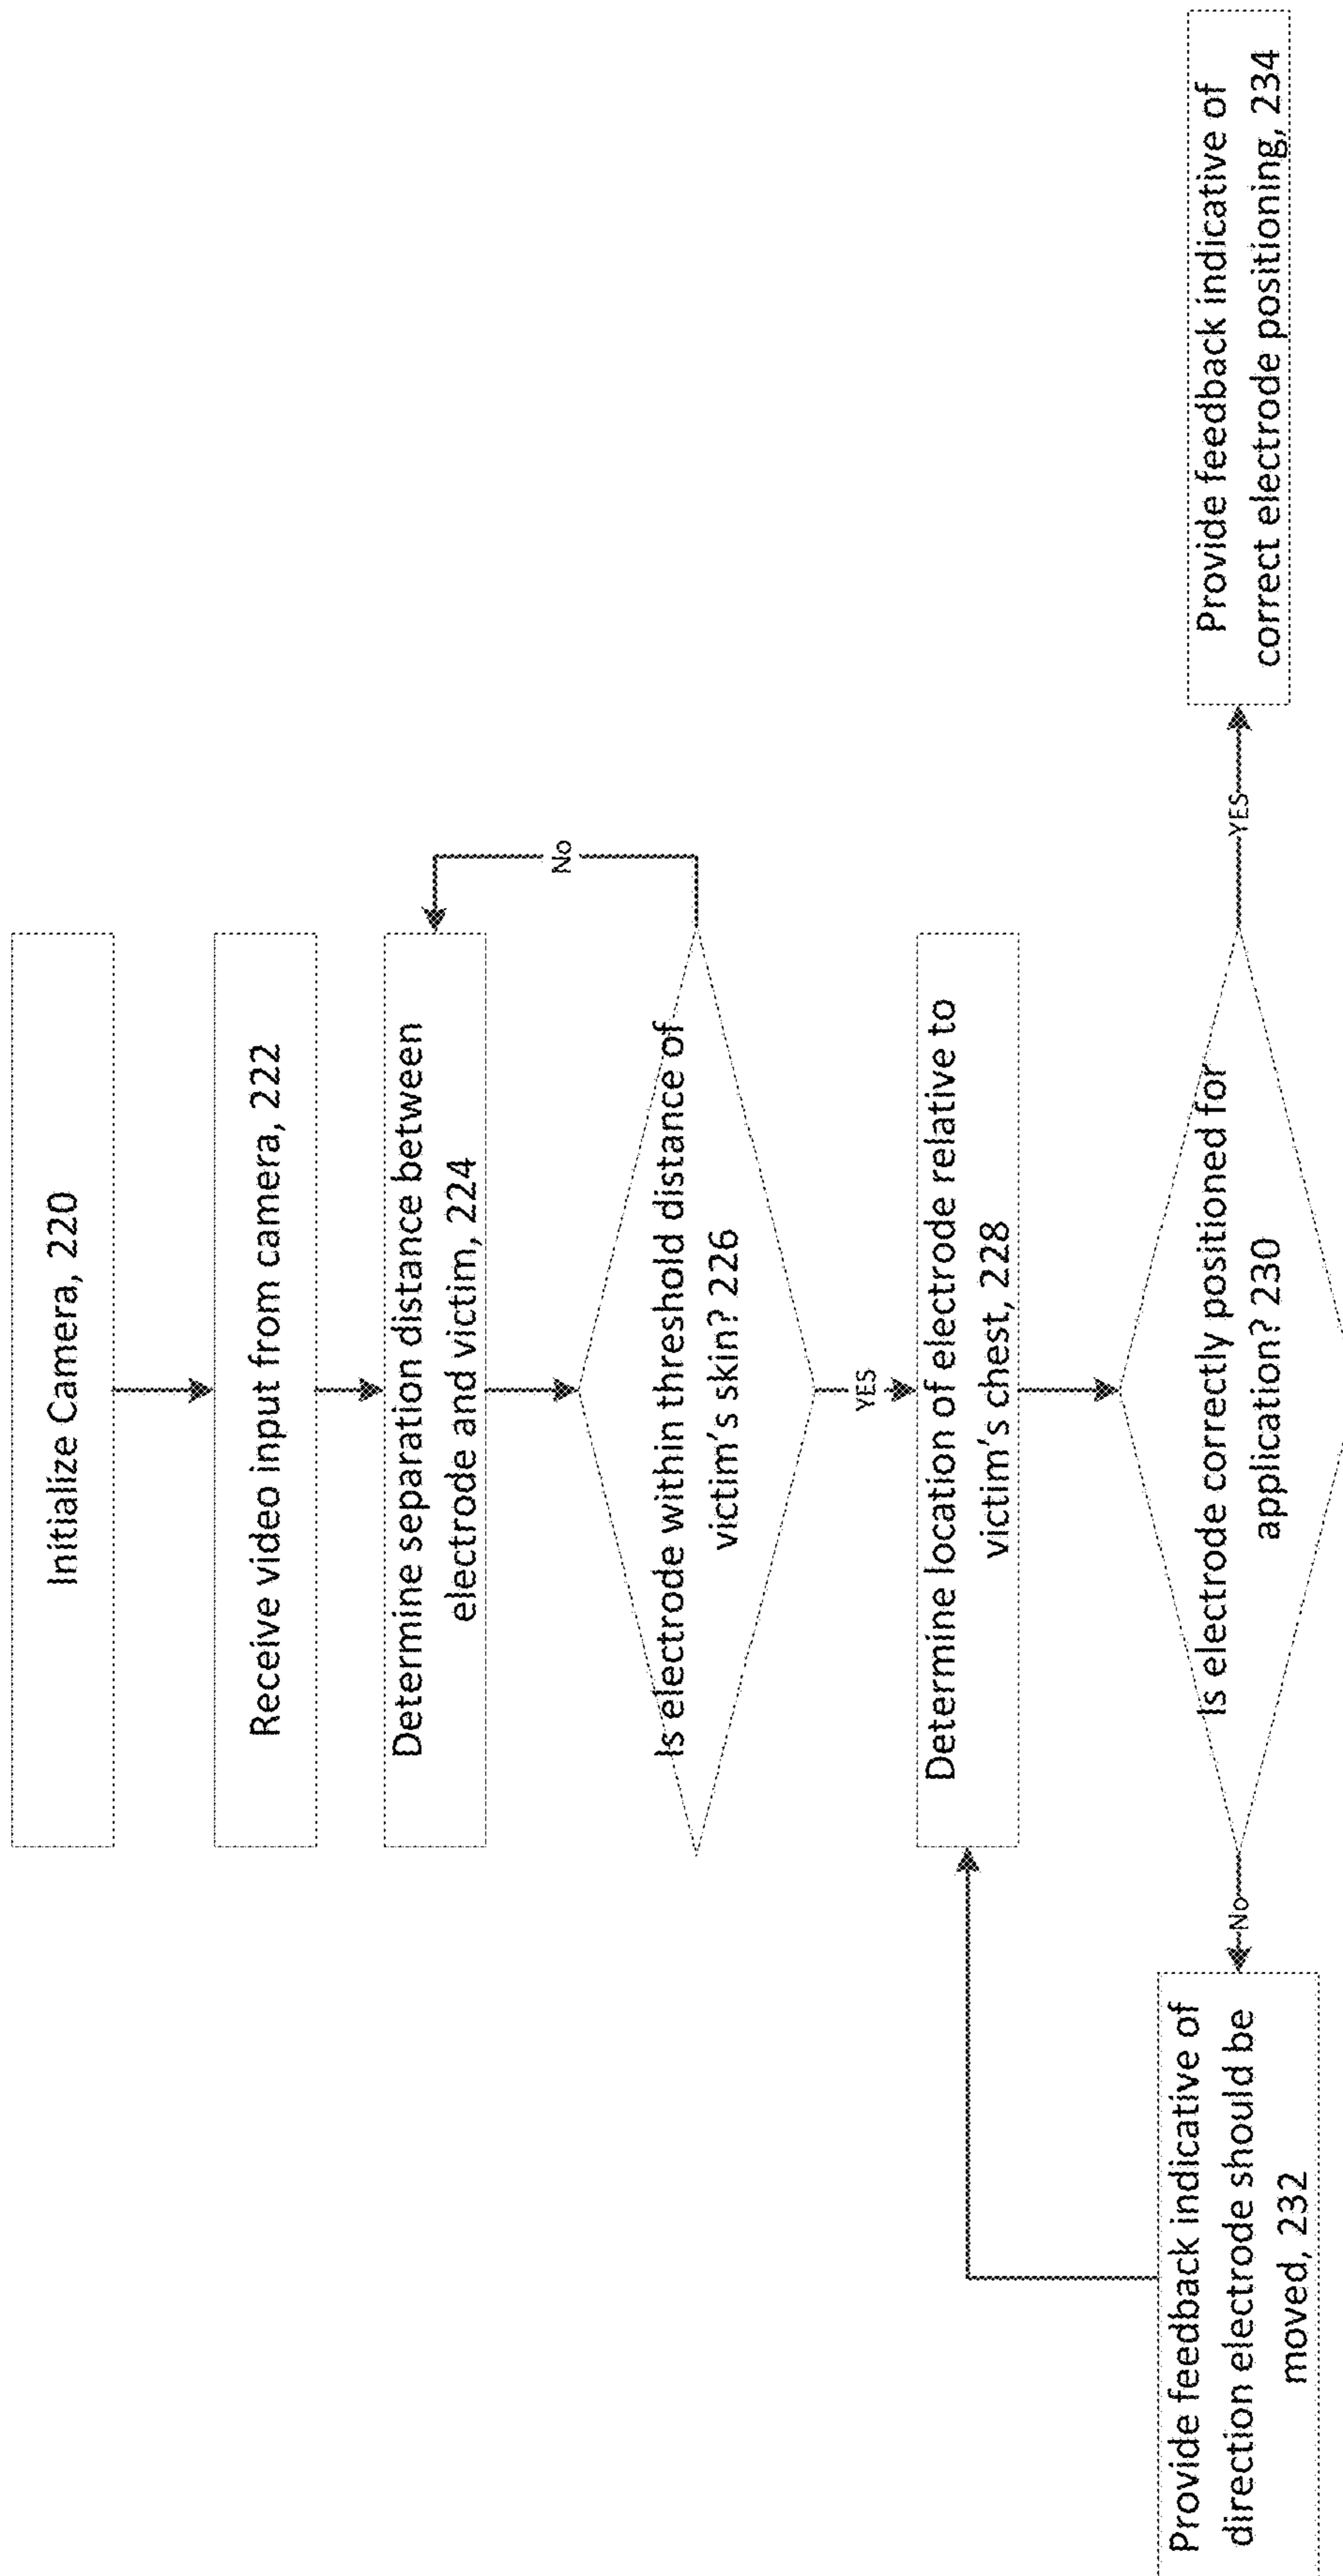 Initialize Camera, 220
Receive video input from camera, 222
Determine separation distance between
electrode and victim, 224
Is electrode within threshold distance of
victim's skin? 226
No
YES
Determine location of electrode relative to
victim's chest, 228
Is electrode correctly positioned for
application? 230
No
YES
Provide feedback indicative of
direction electrode should be
moved, 232
Provide feedback indicative of
correct electrode positioning, 234